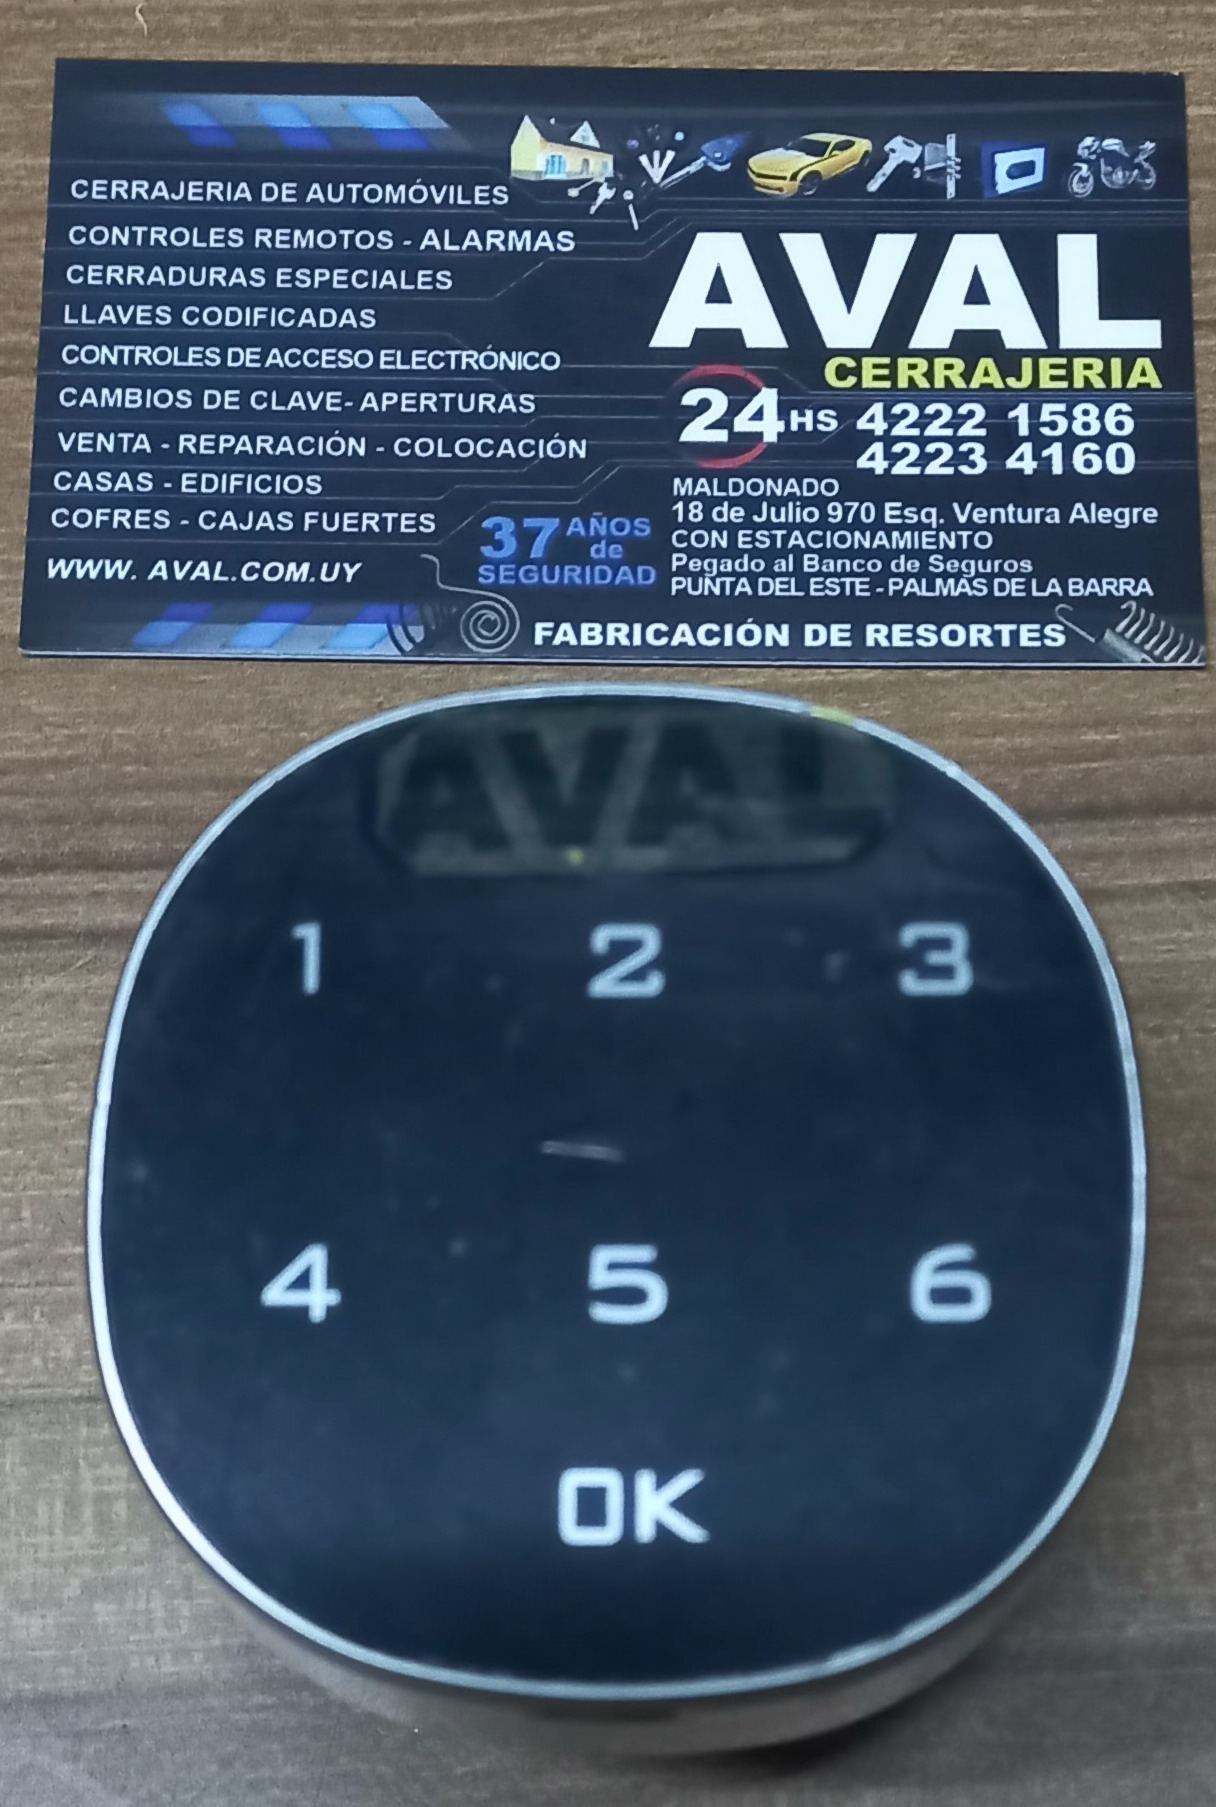 CERRAJERIA DE AUTOMÓVILES
CONTROLES REMOTOS - ALARMAS
CERRADURAS ESPECIALES
LLAVES CODIFICADAS
CONTROLES DE ACCESO ELECTRÓNICO
CAMBIOS DE CLAVE- APERTURAS
VENTA - REPARACIÓN - COLOCACIÓN
CASAS - EDIFICIOS
COFRES - CAJAS FUERTES
WWW. AVAL.COM.UY
37 AÑOS
de
SEGURIDAD
AVAL
CERRAJERIA
24HS 4222 1586
4223 4160
MALDONADO
18 de Julio 970 Esq. Ventura Alegre
CON ESTACIONAMIENTO
Pegado al Banco de Seguros
PUNTA DEL ESTE - PALMAS DE LA BARRA
FABRICACIÓN DE RESORTES
AVAL
1 2 3
4 5 6
OK